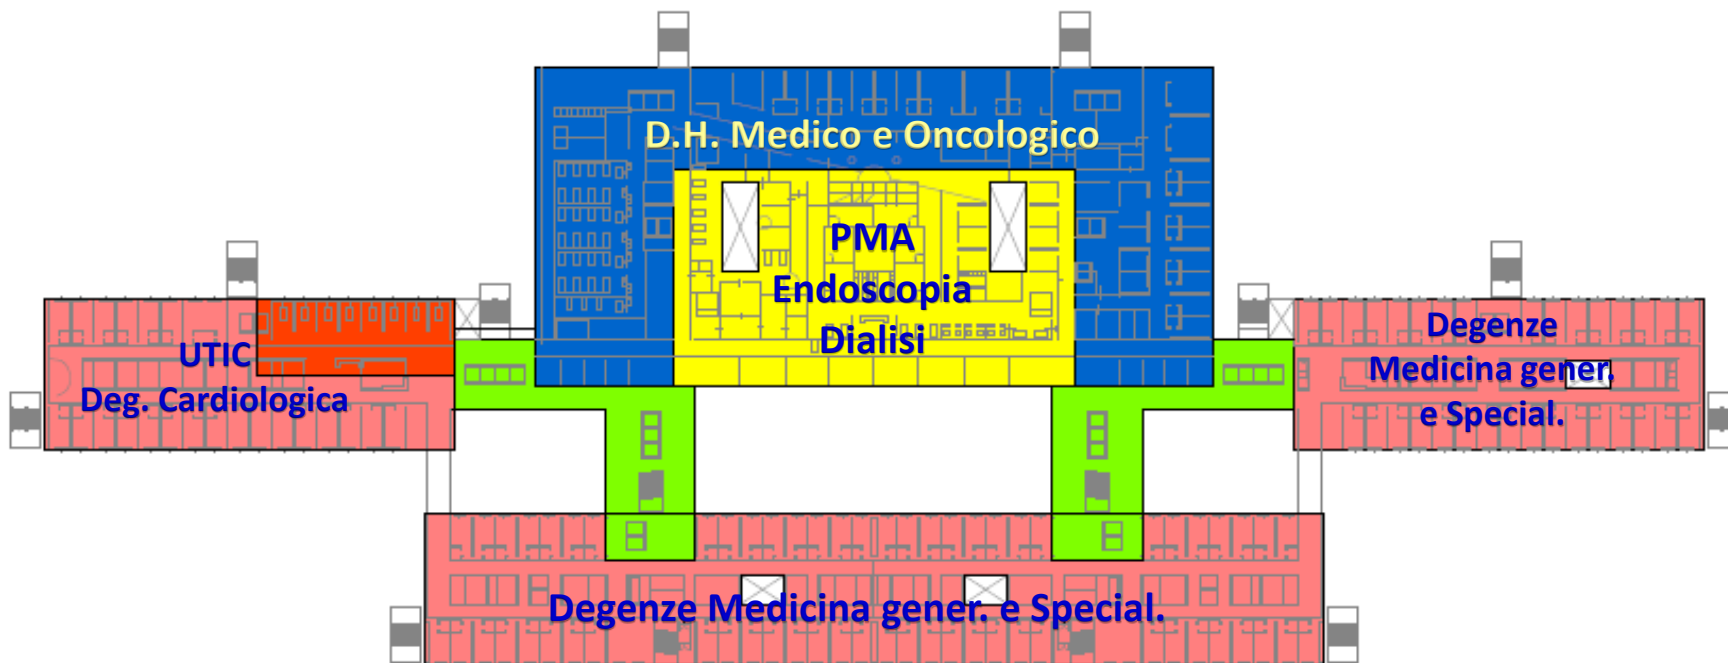 D.H. Medico e Oncologico
PMA
Endoscopia
Dialisi
UTIC
Deg. Cardiologica
Degenze
Medicina gener.
e Special.
Degenze Medicina gener. e Special.